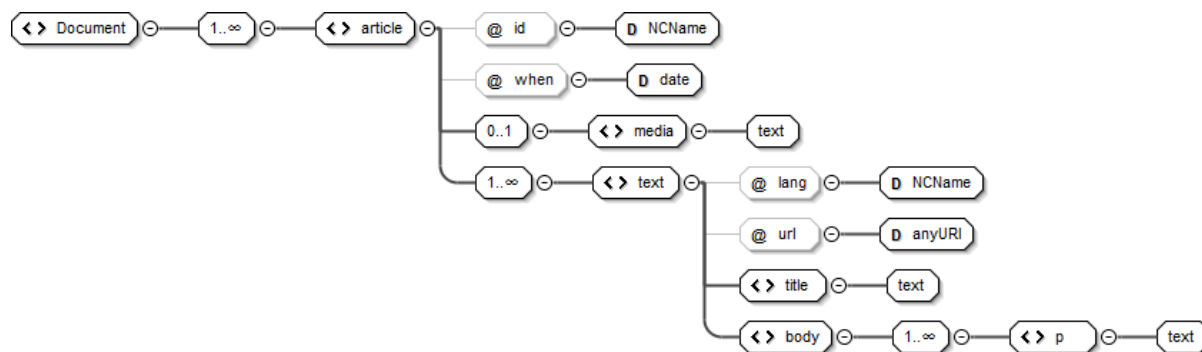 <> Document 1..∞ <> article @ id D NCName
@ when D date
0..1 <> media text
1..∞ <> text @ lang D NCName
@ url D anyURI
<> title text
<> body 1..∞ <> p text